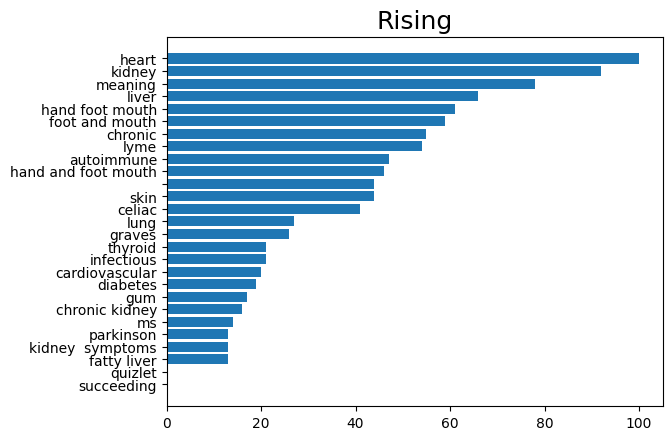 Rising
heart
kidney
meaning
liver
hand foot mouth
foot and mouth
chronic
lyme
autoimmune
hand and foot mouth
skin
celiac
lung
graves
thyroid
infectious
cardiovascular
diabetes
gum
chronic kidney
ms
parkinson
kidney  symptoms
fatty liver
quizlet
succeeding
0 20 40 60 80 100